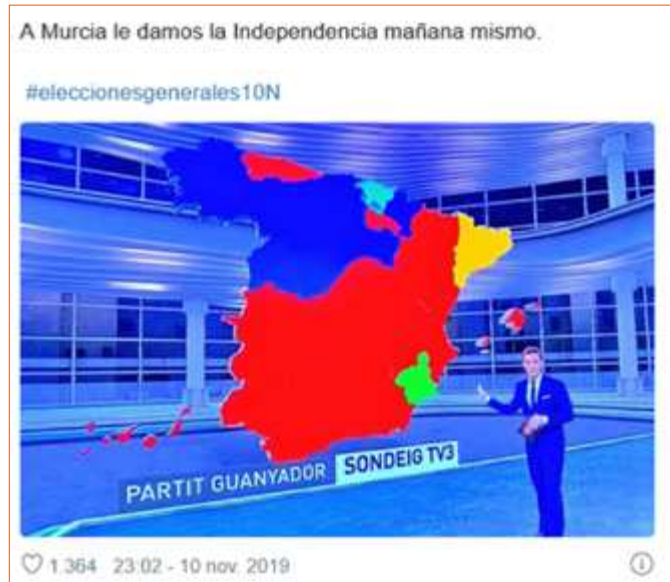 A Murcia le damos la Independencia mañana mismo.
#eleccionesgenerales10N
PARTIT GUANYADOR SONDEIG TV3
1.364 23:02 - 10 nov. 2019